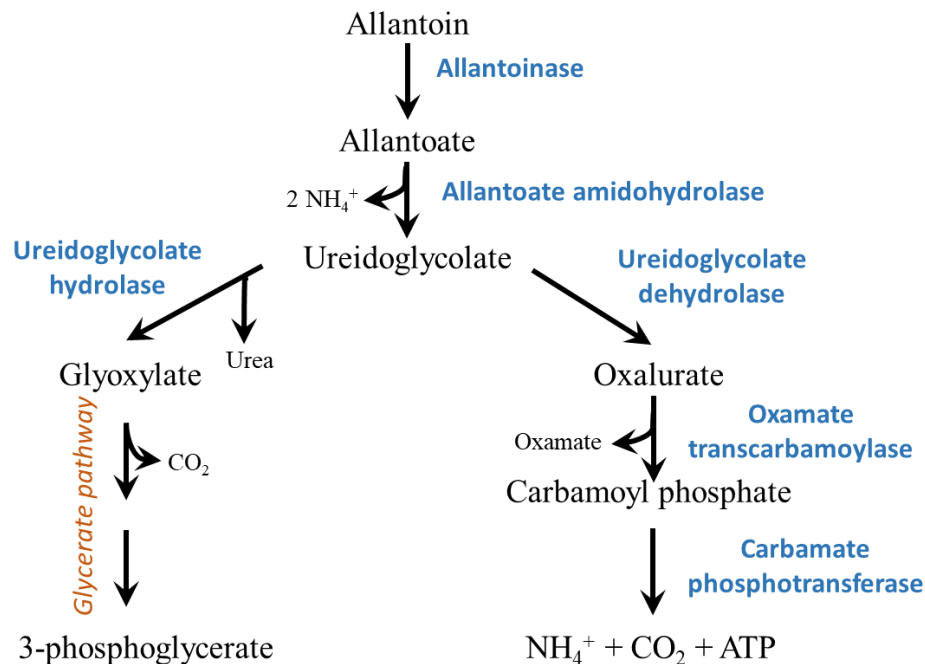 Allantoin
Allantoinase
Allantoate
2 NH₄⁺
Allantoate amidohydrolase
Ureidoglycolate
Ureidoglycolate
hydrolase
Urea
Glyoxylate
Glycerate pathway
CO₂
3-phosphoglycerate
Ureidoglycolate
dehydrolase
Oxalurate
Oxamate
Oxamate
transcarbamoylase
Carbamoyl phosphate
Carbamate
phosphotransferase
NH₄⁺ + CO₂ + ATP